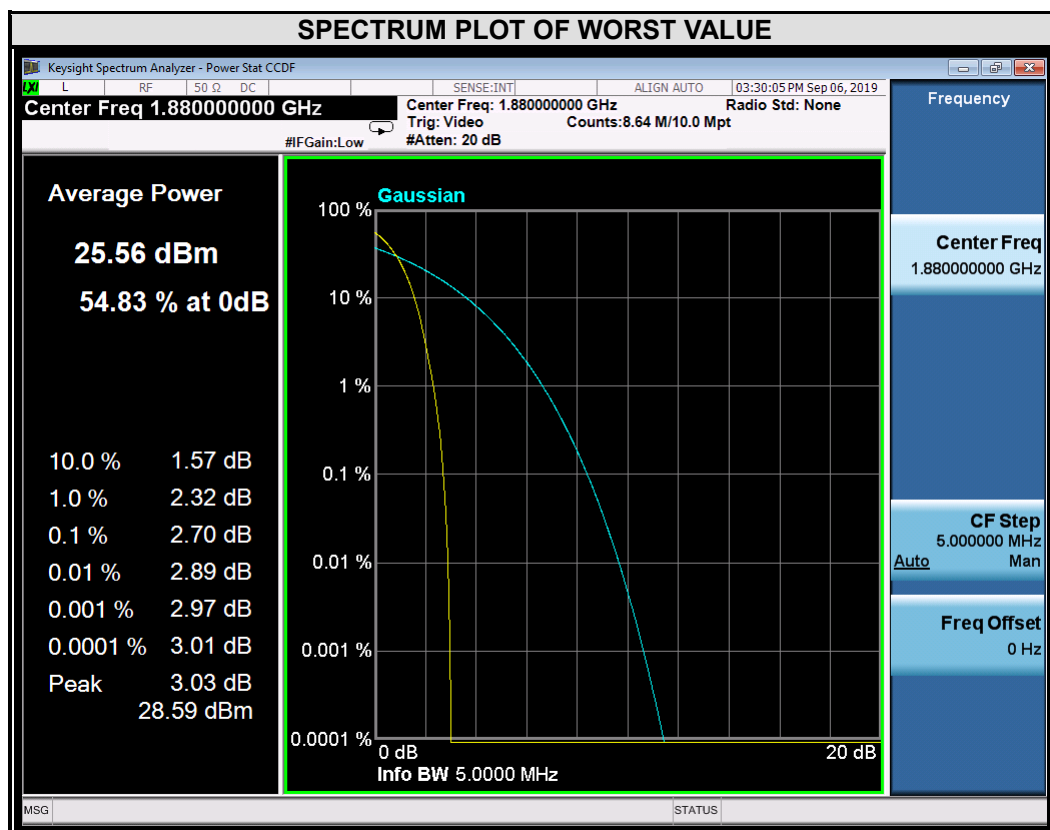 SPECTRUM PLOT OF WORST VALUE
Keysight Spectrum Analyzer - Power Stat CCDF
LXI L RF 50 Ω DC SENSE:INT ALIGN AUTO 03:30:05 PM Sep 06, 2019
Center Freq 1.880000000 GHz
#IFGain:Low
Center Freq: 1.880000000 GHz Radio Std: None
Trig: Video Counts:8.64 M/10.0 Mpt
#Atten: 20 dB
Average Power
25.56 dBm
54.83 % at 0dB
10.0 % 1.57 dB
1.0 % 2.32 dB
0.1 % 2.70 dB
0.01 % 2.89 dB
0.001 % 2.97 dB
0.0001 % 3.01 dB
Peak 3.03 dB
28.59 dBm
Gaussian
100 %
10 %
1 %
0.1 %
0.01 %
0.001 %
0.0001 %
0 dB 20 dB
Info BW 5.0000 MHz
Frequency
Center Freq
1.880000000 GHz
CF Step
5.000000 MHz
Auto Man
Freq Offset
0 Hz
MSG STATUS